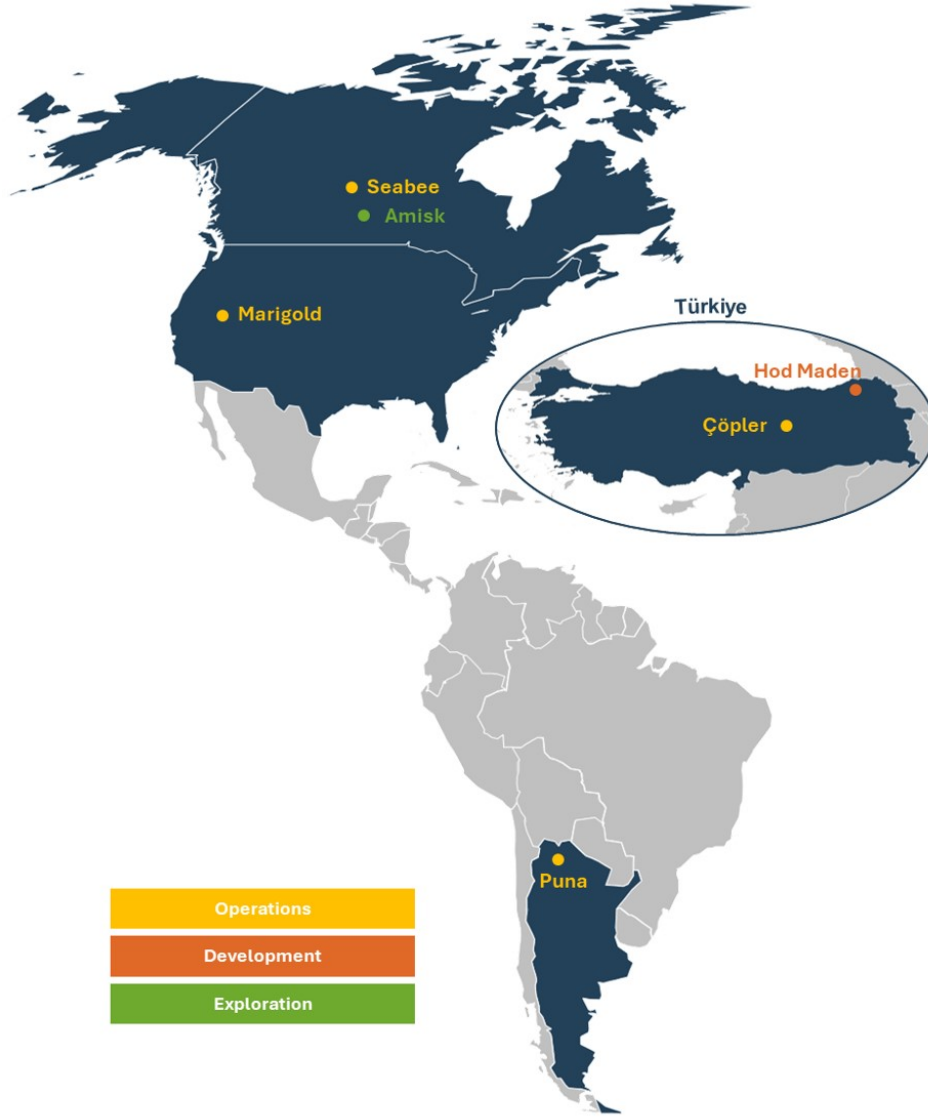 Seabee
Amisk
Marigold
Türkiye
Hod Maden
Çöpler
Puna
Operations
Development
Exploration